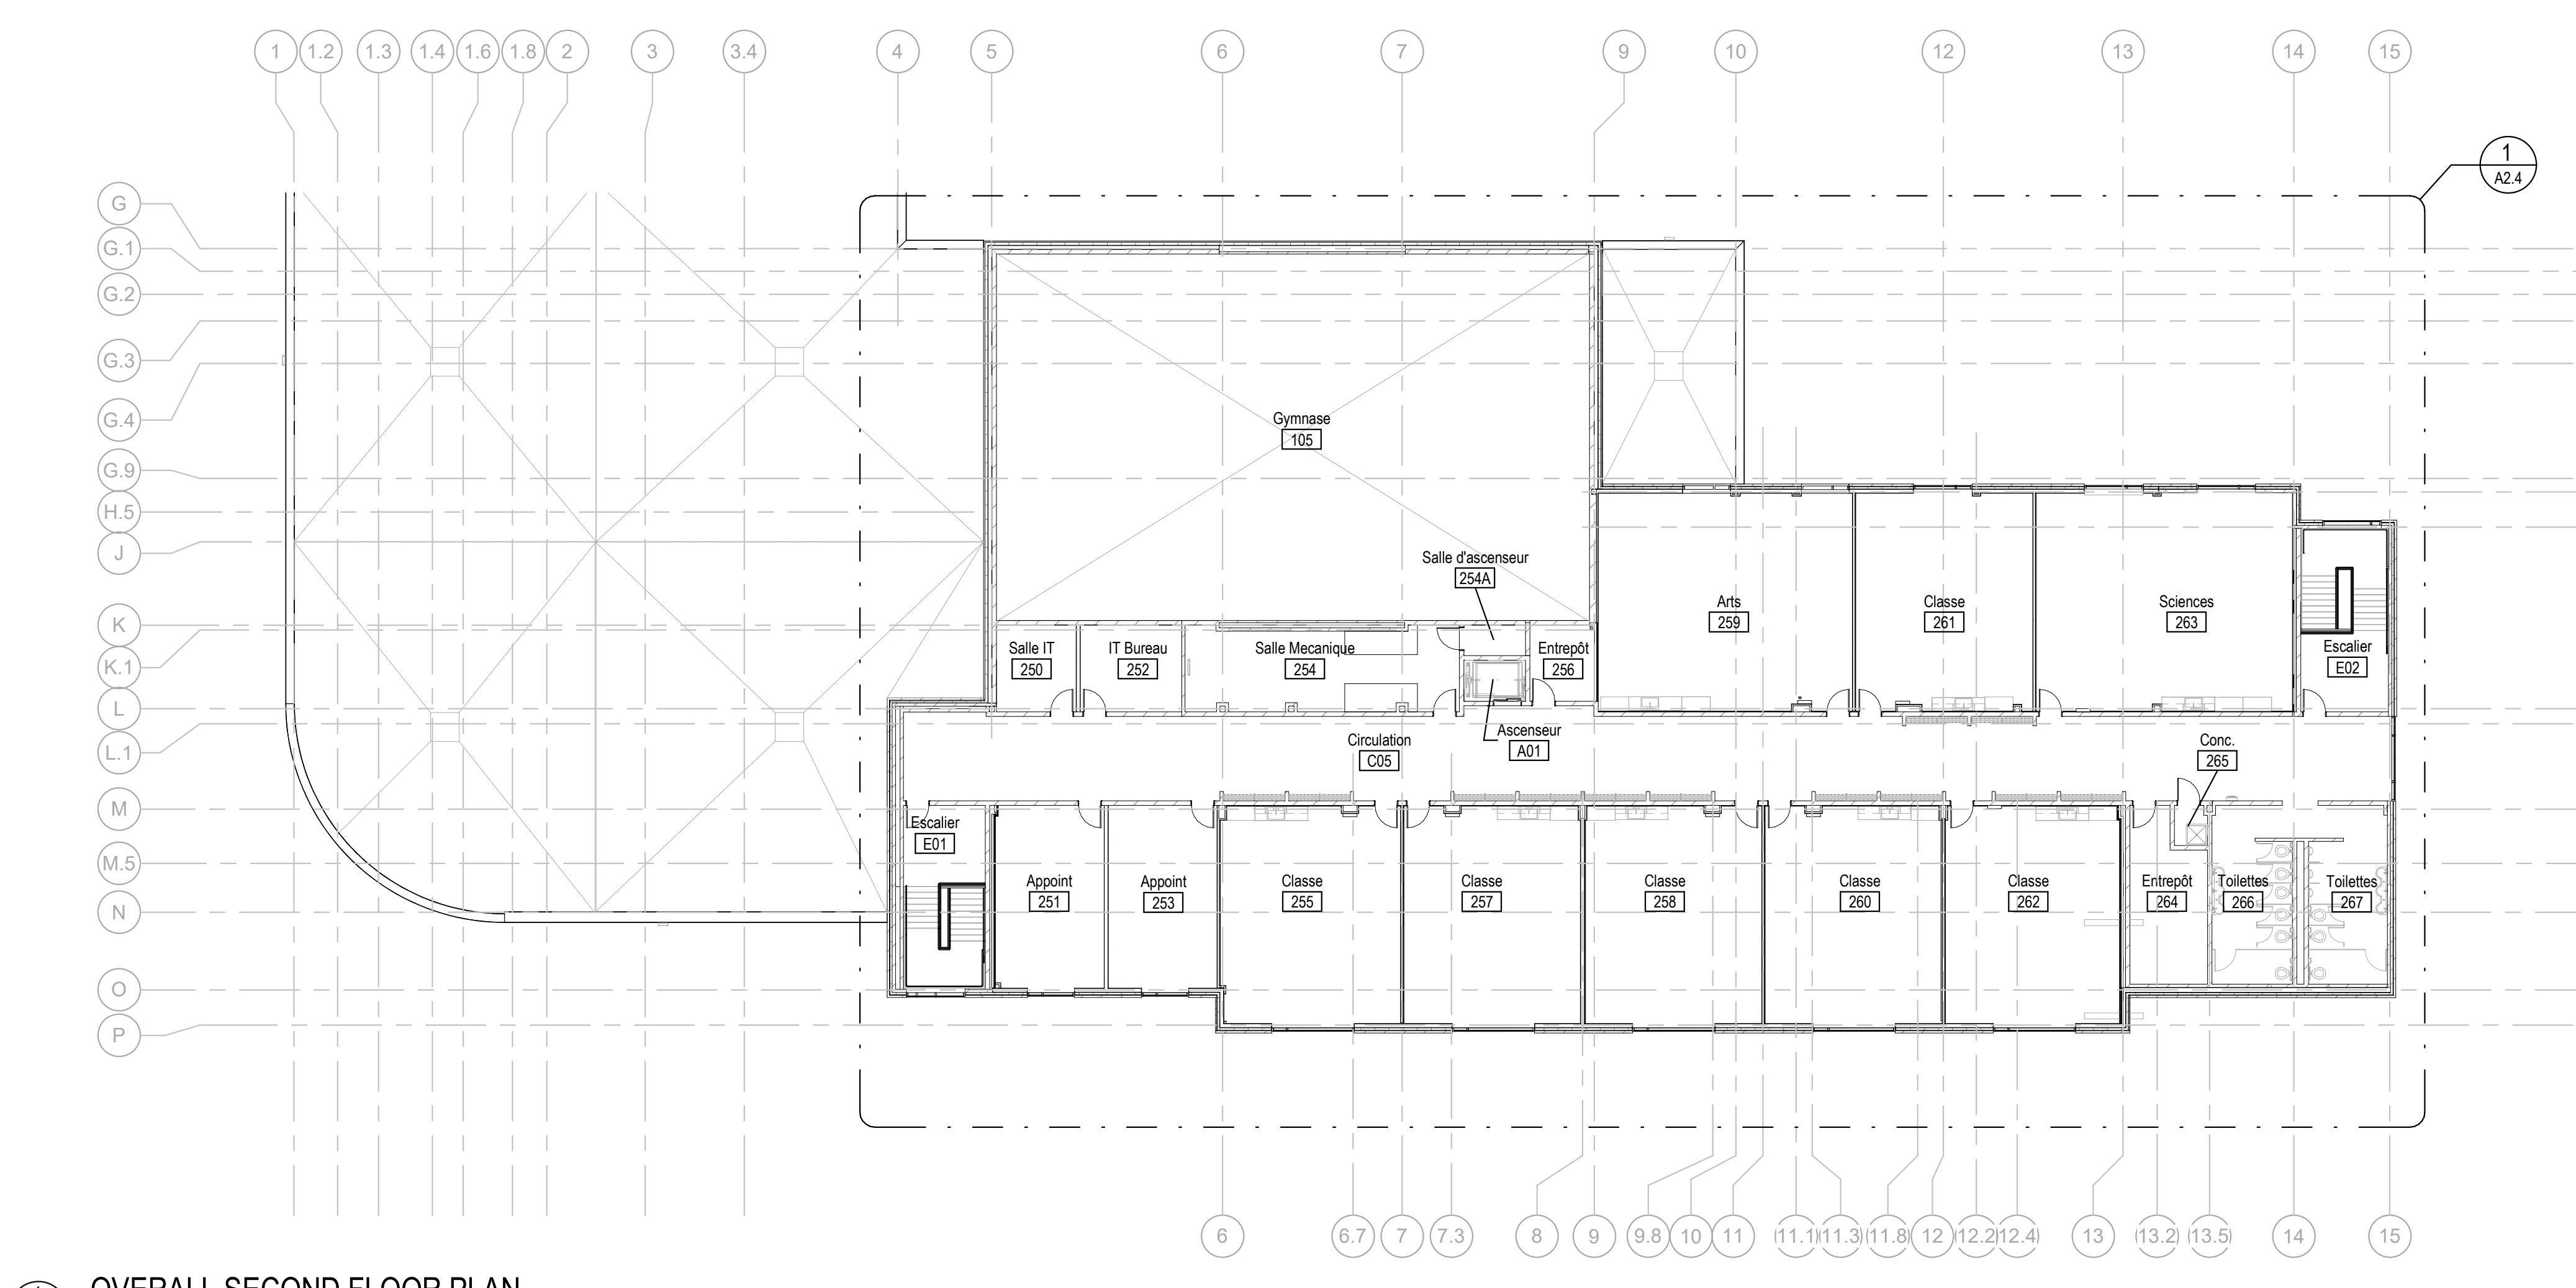 1 1.2 1.3 1.4 1.6 1.8 2 3 3.4 4 5 6 7 9 10 12 13 14 15
1
A2.4
G
G.1
G.2
G.3
G.4
G.9
H.5
J
K
K.1
L
L.1
M
M.5
N
O
P
Gymnase
105
Salle d'ascenseur
254A
Arts
259
Classe
261
Sciences
263
Escalier
E02
Salle IT
250
IT Bureau
252
Salle Mecanique
254
Entrepôt
256
Circulation
C05
Ascenseur
A01
Conc.
265
Escalier
E01
Appoint
251
Appoint
253
Classe
255
Classe
257
Classe
258
Classe
260
Classe
262
Entrepôt
264
Toilettes
266
Toilettes
267
6 6.7 7 7.3 8 9 9.8 10 11 11.1 11.3 11.8 12 12.2 12.4 13 13.2 13.5 14 15
OVERALL SECOND FLOOR PLAN